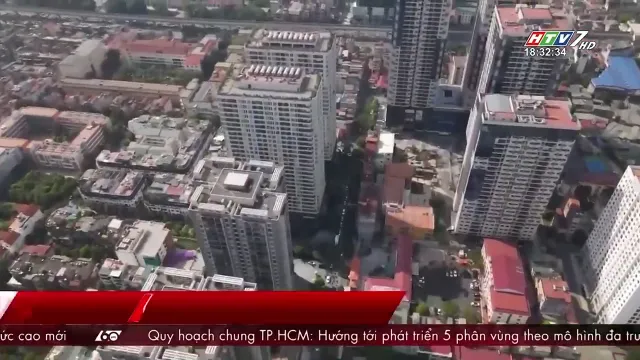 HTV7 HD
18:32:34
ức cao mới 60 Quy hoạch chung TP.HCM: Hướng tới phát triển 5 phân vùng theo mô hình đa tru